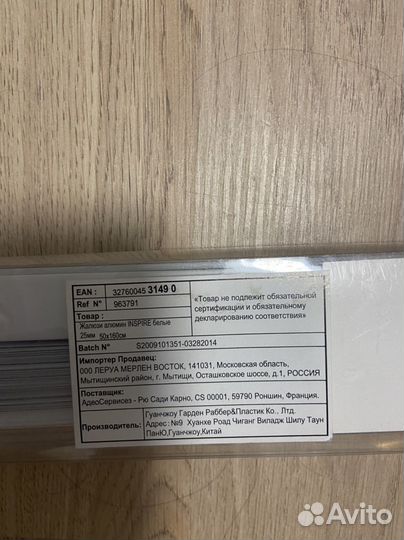 EAN : 32760045 3149 0
Ref N° 963791
Товар :
Жалюзи алюмин INSPIRE белые
25мм 50x160см
«Товар не подлежит обязательной
сертификации и обязательному
декларированию соответствия»
Batch N° S2009101351-03282014
Импортер Продавец:
ООО ЛЕРУА МЕРЛЕН ВОСТОК, 141031, Московская область,
Мытищинский район, г. Мытищи, Осташковское шоссе, д.1, РОССИЯ
Поставщик:
АдеоСервисез - Рю Сади Карно, CS 00001, 59790 Роншин, Франция.
Производитель:
Гуанчжоу Гарден Раббер&Пластик Ко., Лтд.
Адрес: №9 Хуанхе Роад Чиганг Виладж Шилу Таун
ПанЮ,Гуанчжоу,Китай
Avito